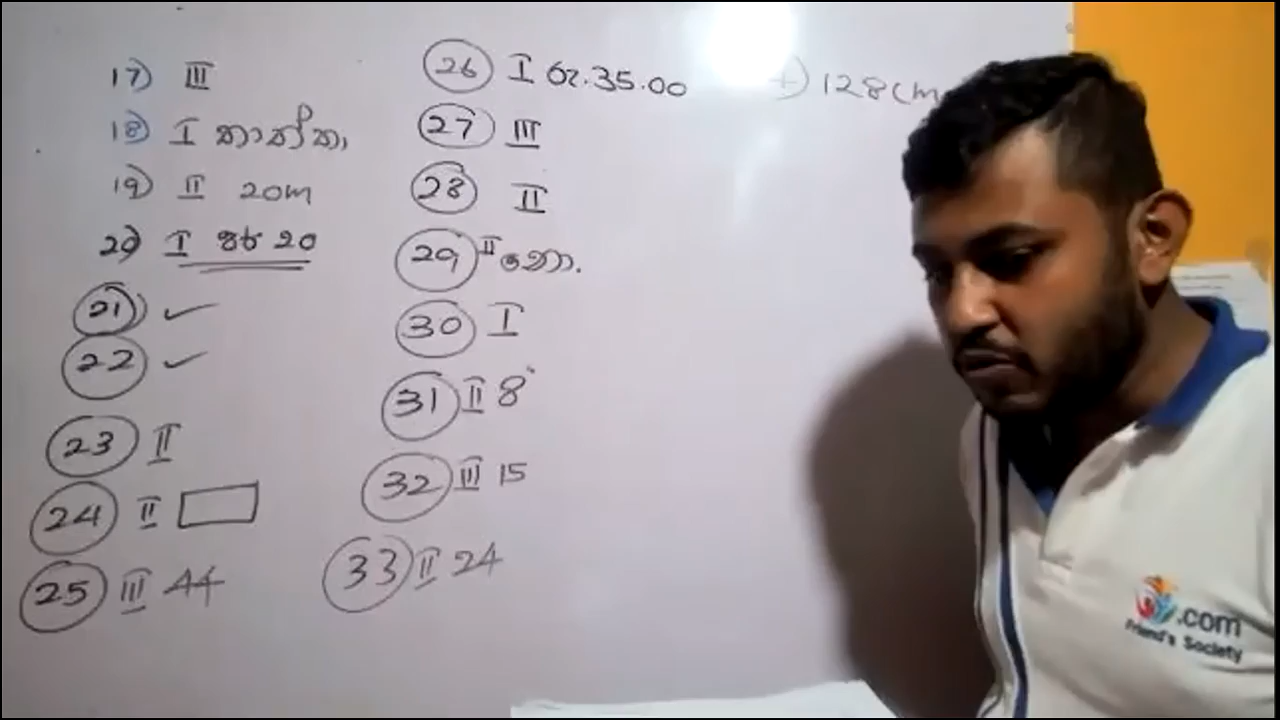 17) III
18) I තාත්තා
19) II 20m
20) I ජූලි 20
21) ✓
22) ✓
23) II
24) II
25) III 44
26 I රු.35.00
27 III
28 II
29 II නො.
30 I
31 II 8
32 III 15
33 II 24
128cm
.com
Friend's Society